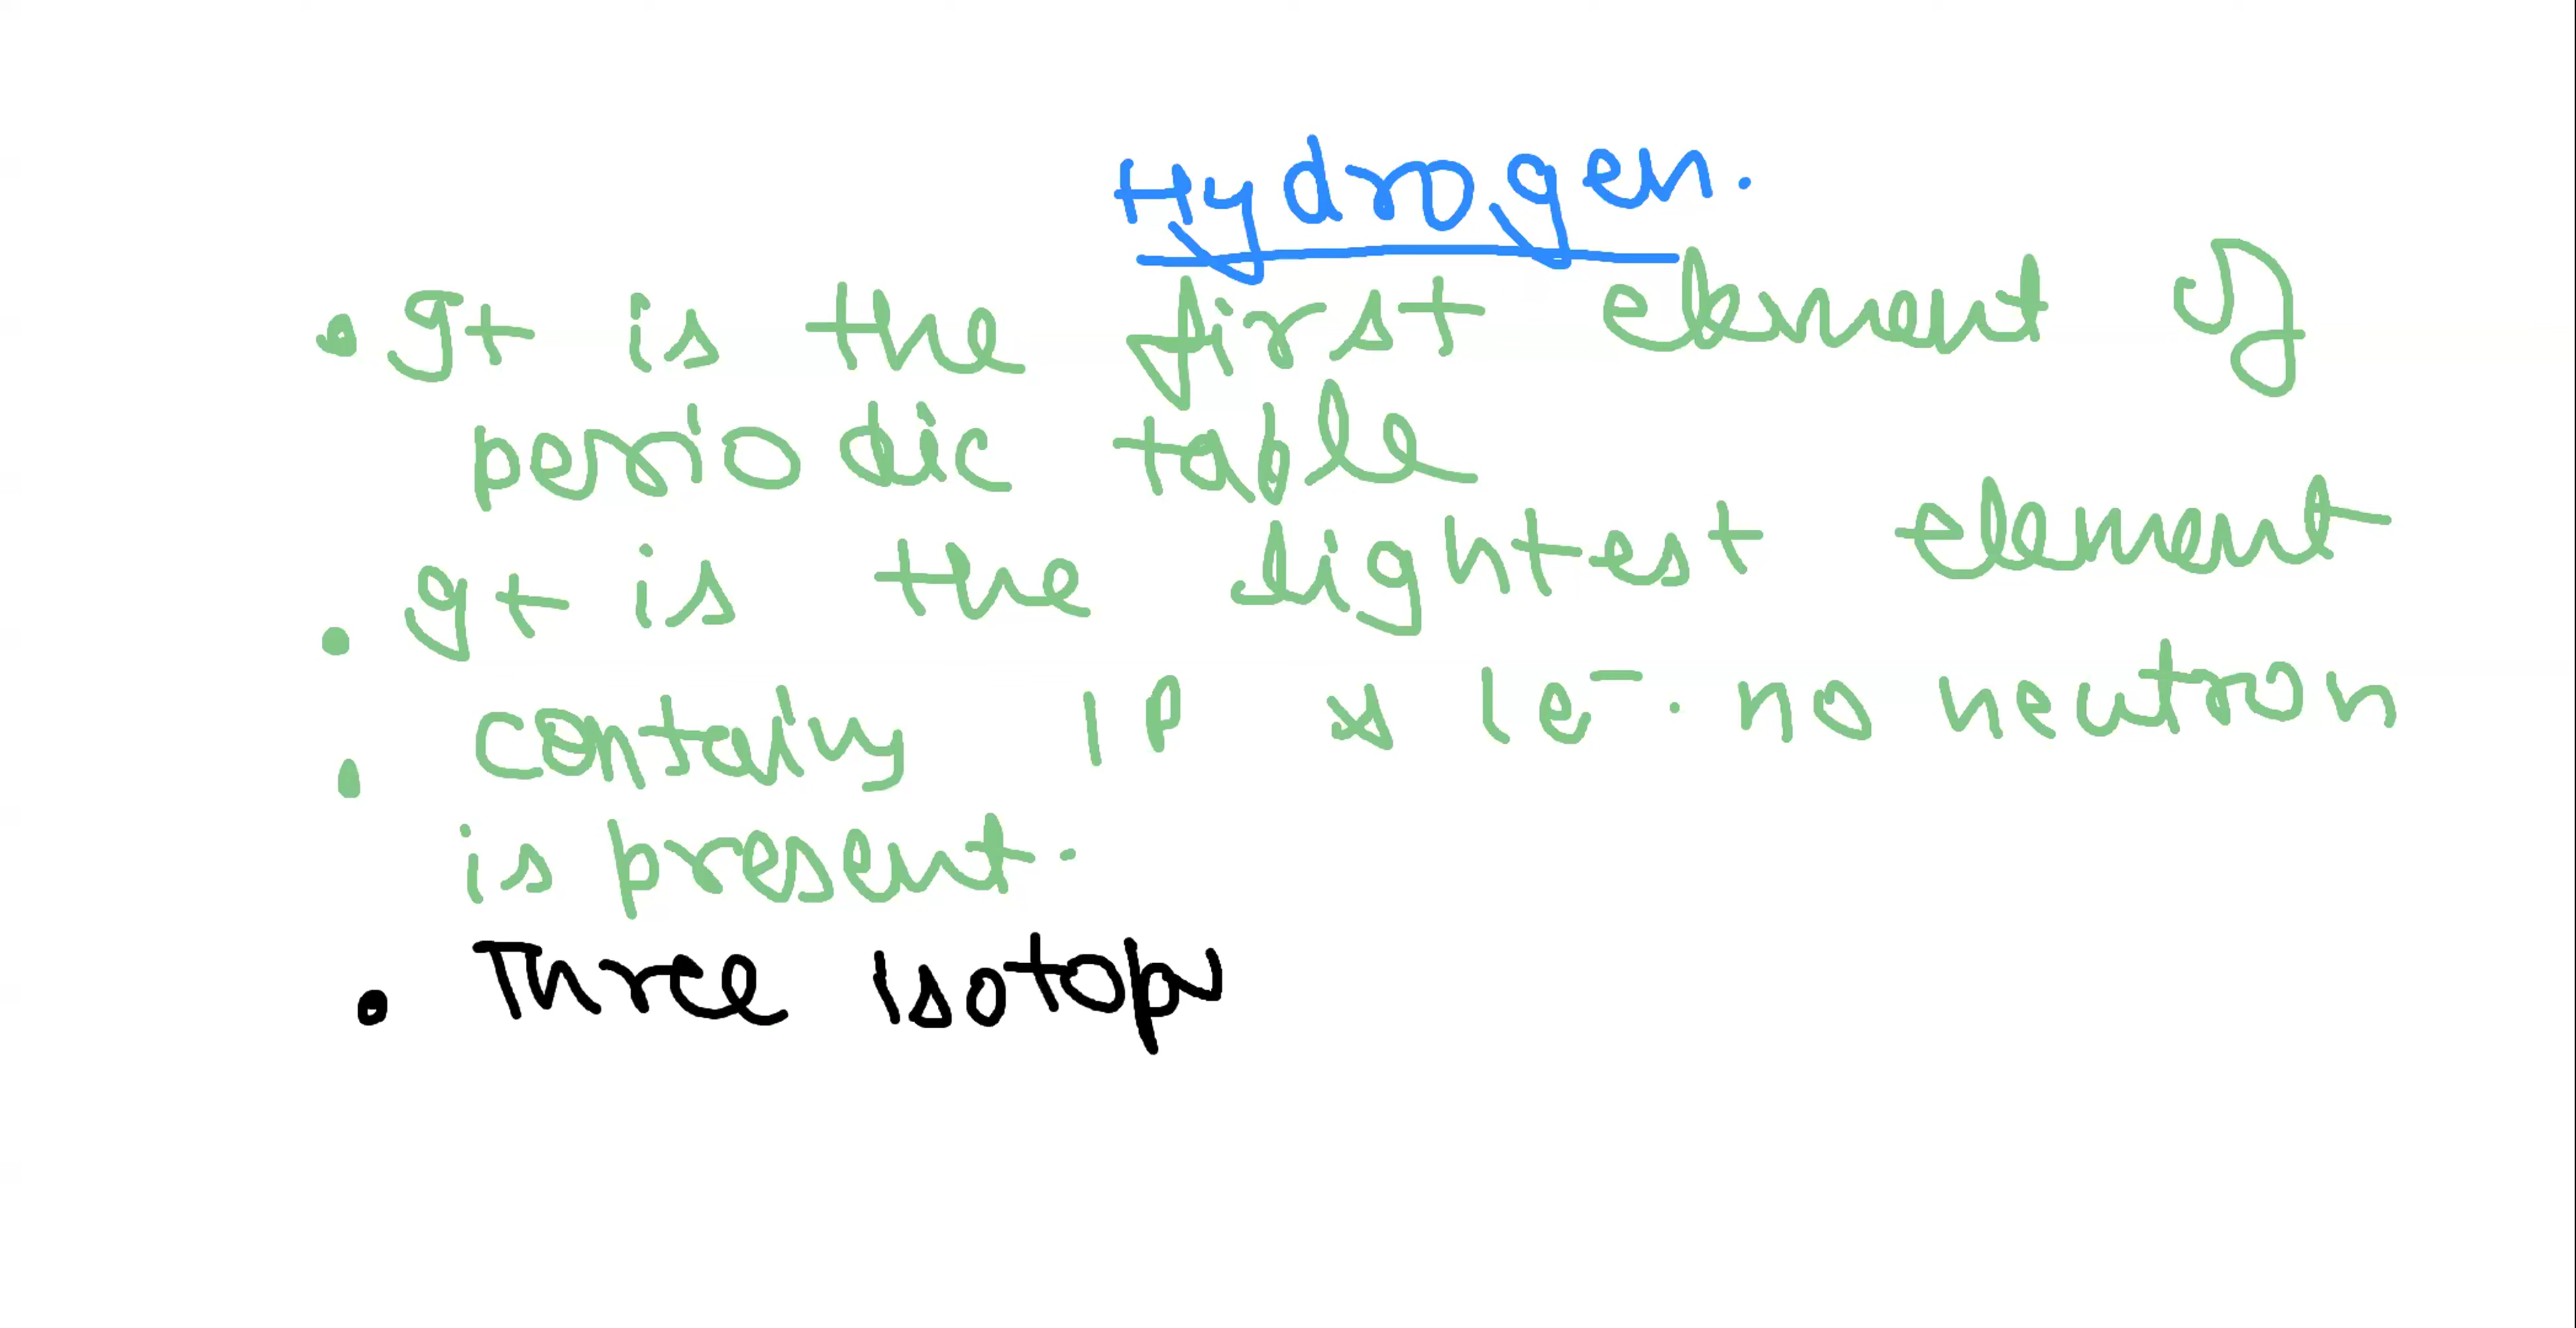 Hydrogen.
• It is the first element of
periodic table
• It is the lightest element
• contains 1P & 1e⁻. no neutron
is present.
• Three isotopes